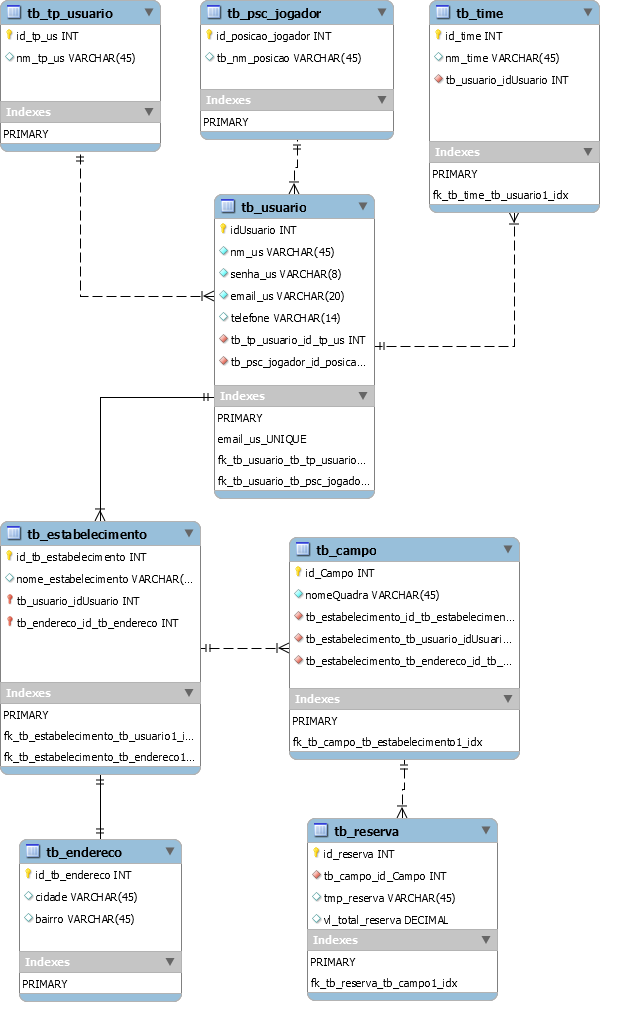 tb_tp_usuario
id_tp_us INT
nm_tp_us VARCHAR(45)
Indexes
PRIMARY
tb_psc_jogador
id_posicao_jogador INT
tb_nm_posicao VARCHAR(45)
Indexes
PRIMARY
tb_time
id_time INT
nm_time VARCHAR(45)
tb_usuario_idUsuario INT
Indexes
PRIMARY
fk_tb_time_tb_usuario1_idx
tb_usuario
idUsuario INT
nm_us VARCHAR(45)
senha_us VARCHAR(8)
email_us VARCHAR(20)
telefone VARCHAR(14)
tb_tp_usuario_id_tp_us INT
tb_psc_jogador_id_posica...
Indexes
PRIMARY
email_us_UNIQUE
fk_tb_usuario_tb_tp_usuario...
fk_tb_usuario_tb_psc_jogado...
tb_estabelecimento
id_tb_estabelecimento INT
nome_estabelecimento VARCHAR(...
tb_usuario_idUsuario INT
tb_endereco_id_tb_endereco INT
Indexes
PRIMARY
fk_tb_estabelecimento_tb_usuario1_i...
fk_tb_estabelecimento_tb_endereco1...
tb_campo
id_Campo INT
nomeQuadra VARCHAR(45)
tb_estabelecimento_id_tb_estabelecimen...
tb_estabelecimento_tb_usuario_idUsuari...
tb_estabelecimento_tb_endereco_id_tb_...
Indexes
PRIMARY
fk_tb_campo_tb_estabelecimento1_idx
tb_endereco
id_tb_endereco INT
cidade VARCHAR(45)
bairro VARCHAR(45)
Indexes
PRIMARY
tb_reserva
id_reserva INT
tb_campo_id_Campo INT
tmp_reserva VARCHAR(45)
vl_total_reserva DECIMAL
Indexes
PRIMARY
fk_tb_reserva_tb_campo1_idx